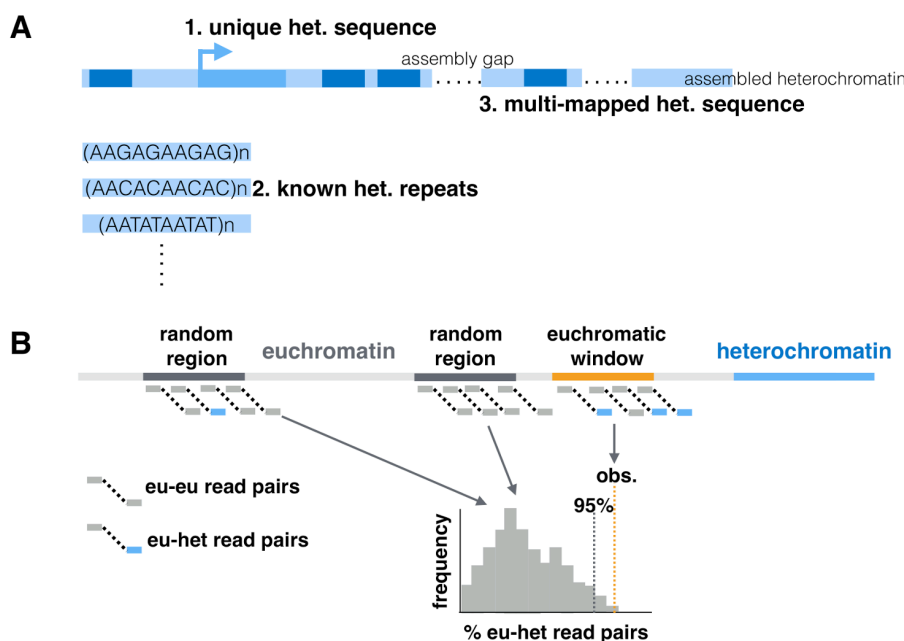 A
1. unique het. sequence
assembly gap
assembled heterochromatin
3. multi-mapped het. sequence
(AAGAGAAGAG)n
(AACACAACAC)n 2. known het. repeats
(AATATAATAT)n
B
random region
euchromatin
random region
euchromatic window
heterochromatin
eu-eu read pairs
eu-het read pairs
obs.
95%
frequency
% eu-het read pairs